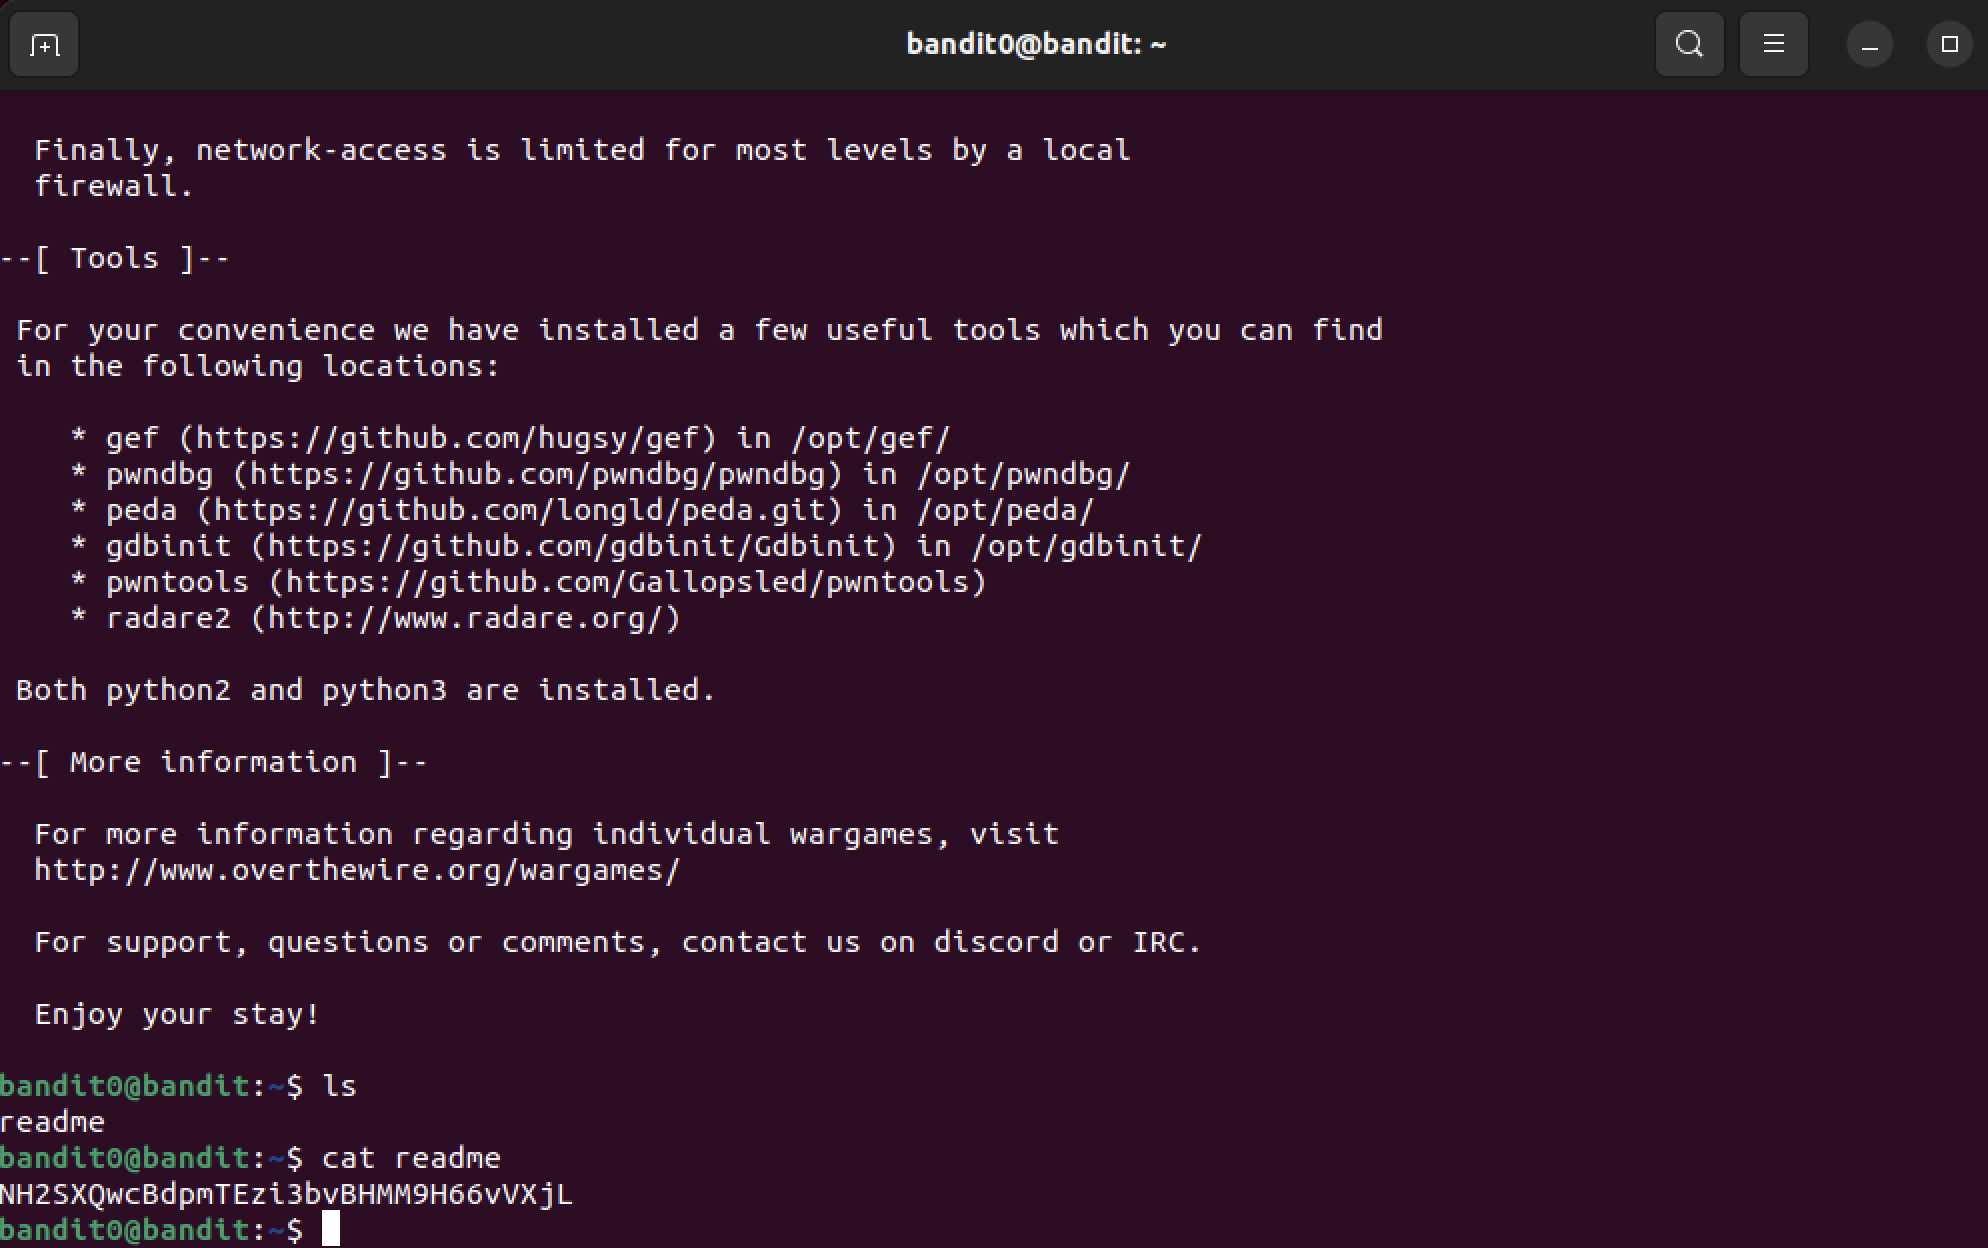 bandit0@bandit: ~
Finally, network-access is limited for most levels by a local
firewall.
--[ Tools ]--
For your convenience we have installed a few useful tools which you can find
in the following locations:
* gef (https://github.com/hugsy/gef) in /opt/gef/
* pwndbg (https://github.com/pwndbg/pwndbg) in /opt/pwndbg/
* peda (https://github.com/longld/peda.git) in /opt/peda/
* gdbinit (https://github.com/gdbinit/Gdbinit) in /opt/gdbinit/
* pwntools (https://github.com/Gallopsled/pwntools)
* radare2 (http://www.radare.org/)
Both python2 and python3 are installed.
--[ More information ]--
For more information regarding individual wargames, visit
http://www.overthewire.org/wargames/
For support, questions or comments, contact us on discord or IRC.
Enjoy your stay!
bandit0@bandit:~$ ls
readme
bandit0@bandit:~$ cat readme
NH2SXQwcBdpmTEzi3bvBHMM9H66vVXjL
bandit0@bandit:~$